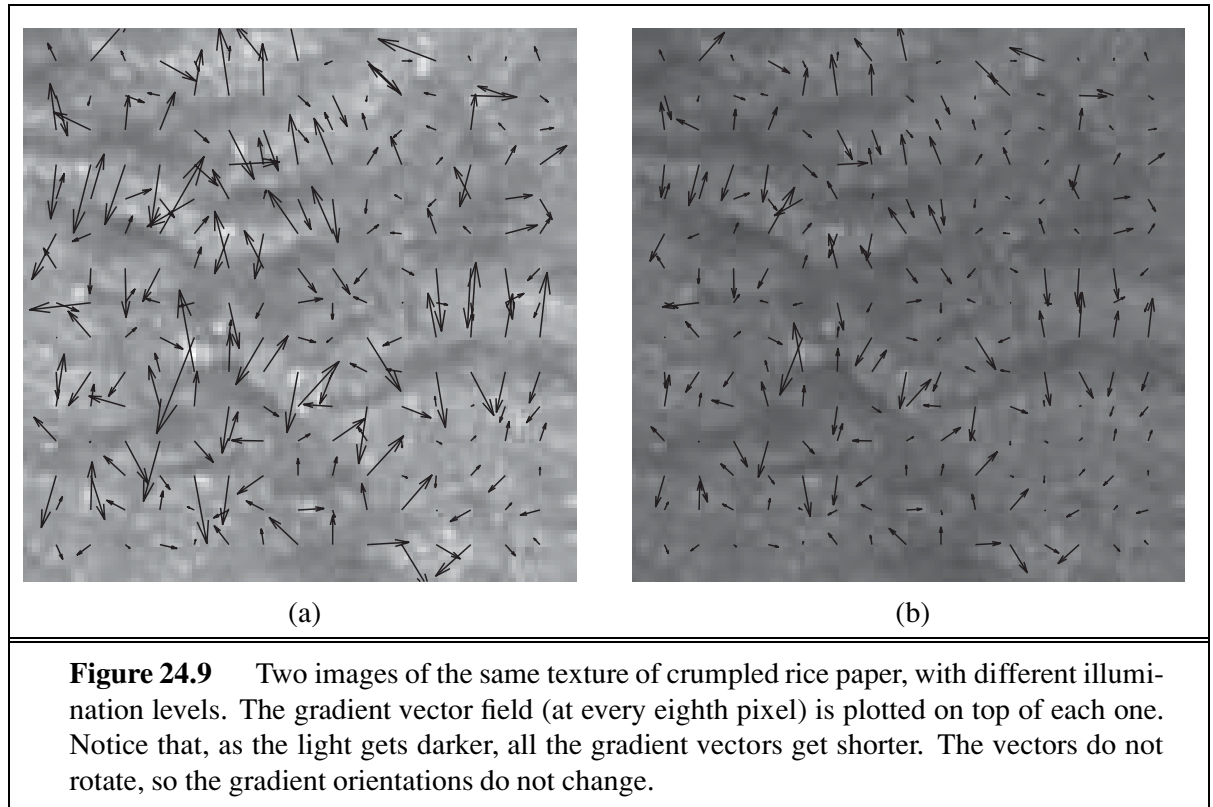 (a)
(b)
Figure 24.9 Two images of the same texture of crumpled rice paper, with different illumi-
nation levels. The gradient vector field (at every eighth pixel) is plotted on top of each one.
Notice that, as the light gets darker, all the gradient vectors get shorter. The vectors do not
rotate, so the gradient orientations do not change.